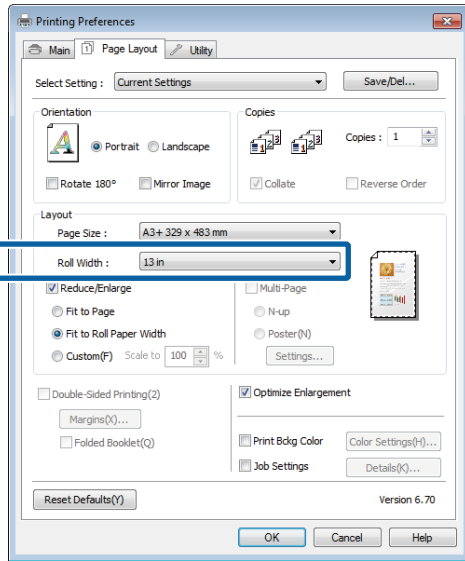 Printing Preferences
Main Page Layout Utility
Select Setting : Current Settings Save/Del...
Orientation Copies
Portrait Landscape Copies : 1
Rotate 180° Mirror Image Collate Reverse Order
Layout
Page Size : A3+ 329 x 483 mm
Roll Width : 13 in
Reduce/Enlarge Multi-Page
Fit to Page N-up
Fit to Roll Paper Width Poster(N)
Custom(F) Scale to 100 % Settings...
Double-Sided Printing(2) Optimize Enlargement
Margins(X)...
Folded Booklet(Q) Print Bckg Color Color Settings(H)...
Job Settings Details(K)...
Reset Defaults(Y) Version 6.70
OK Cancel Help